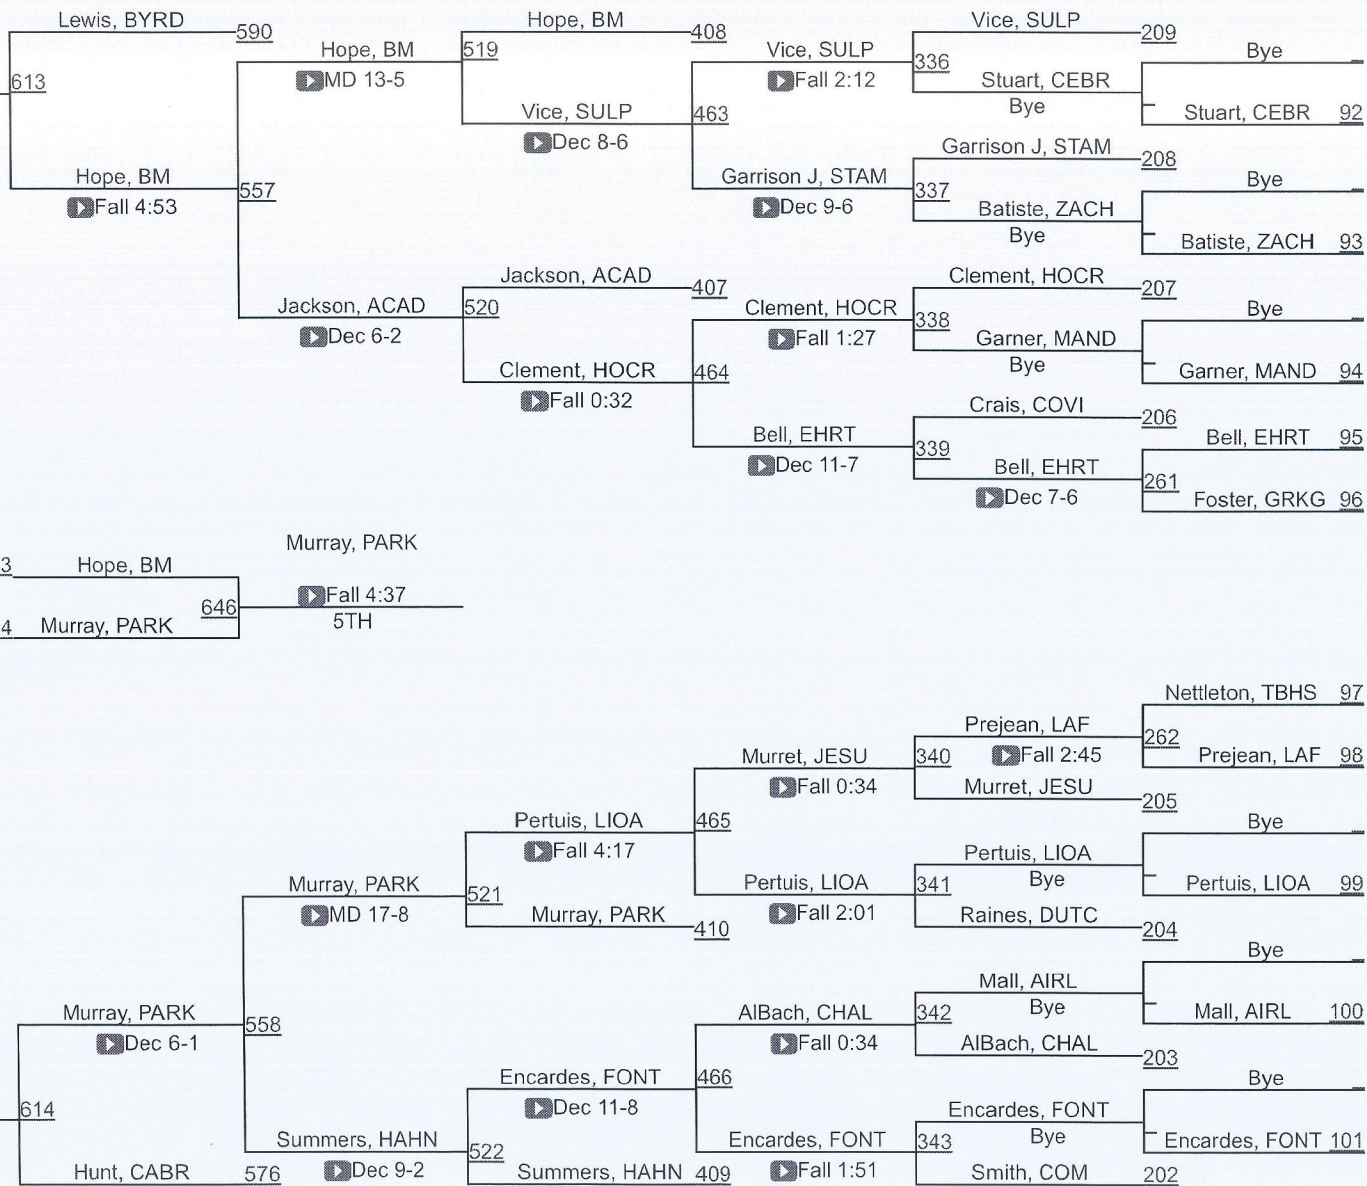 Lewis, BYRD
590
Hope, BM
408
Vice, SULP
209
Hope, BM
519
MD 13-5
Vice, SULP
336
Fall 2:12
Bye
Stuart, CEBR
Bye
613
Vice, SULP
463
Dec 8-6
Stuart, CEBR 92
Garrison J, STAM
208
Hope, BM
557
Fall 4:53
Garrison J, STAM
337
Dec 9-6
Bye
Batiste, ZACH
Bye
Batiste, ZACH 93
Jackson, ACAD
407
Clement, HOCR
207
Jackson, ACAD
520
Dec 6-2
Clement, HOCR
338
Fall 1:27
Bye
Garner, MAND
Bye
Clement, HOCR
464
Fall 0:32
Garner, MAND 94
Crais, COVI
206
Bell, EHRT
339
Dec 11-7
Bell, EHRT 95
Bell, EHRT
261
Dec 7-6
Foster, GRKG 96
Murray, PARK
3
Hope, BM
Fall 4:37
646
5TH
4
Murray, PARK
Nettleton, TBHS 97
Prejean, LAF
262
Fall 2:45
Murret, JESU
340
Fall 0:34
Prejean, LAF 98
Murret, JESU
205
Pertuis, LIOA
465
Fall 4:17
Bye
Pertuis, LIOA
Bye
Murray, PARK
521
MD 17-8
Pertuis, LIOA
341
Fall 2:01
Pertuis, LIOA 99
Murray, PARK
410
Raines, DUTC
204
Bye
Mall, AIRL
Bye
Murray, PARK
558
Dec 6-1
AlBach, CHAL
342
Fall 0:34
Mall, AIRL 100
AlBach, CHAL
203
Encardes, FONT
466
Dec 11-8
Bye
614
Encardes, FONT
Bye
Summers, HAHN
522
Dec 9-2
Encardes, FONT
343
Fall 1:51
Encardes, FONT 101
Hunt, CABR
576
Summers, HAHN 409
Smith, COM
202